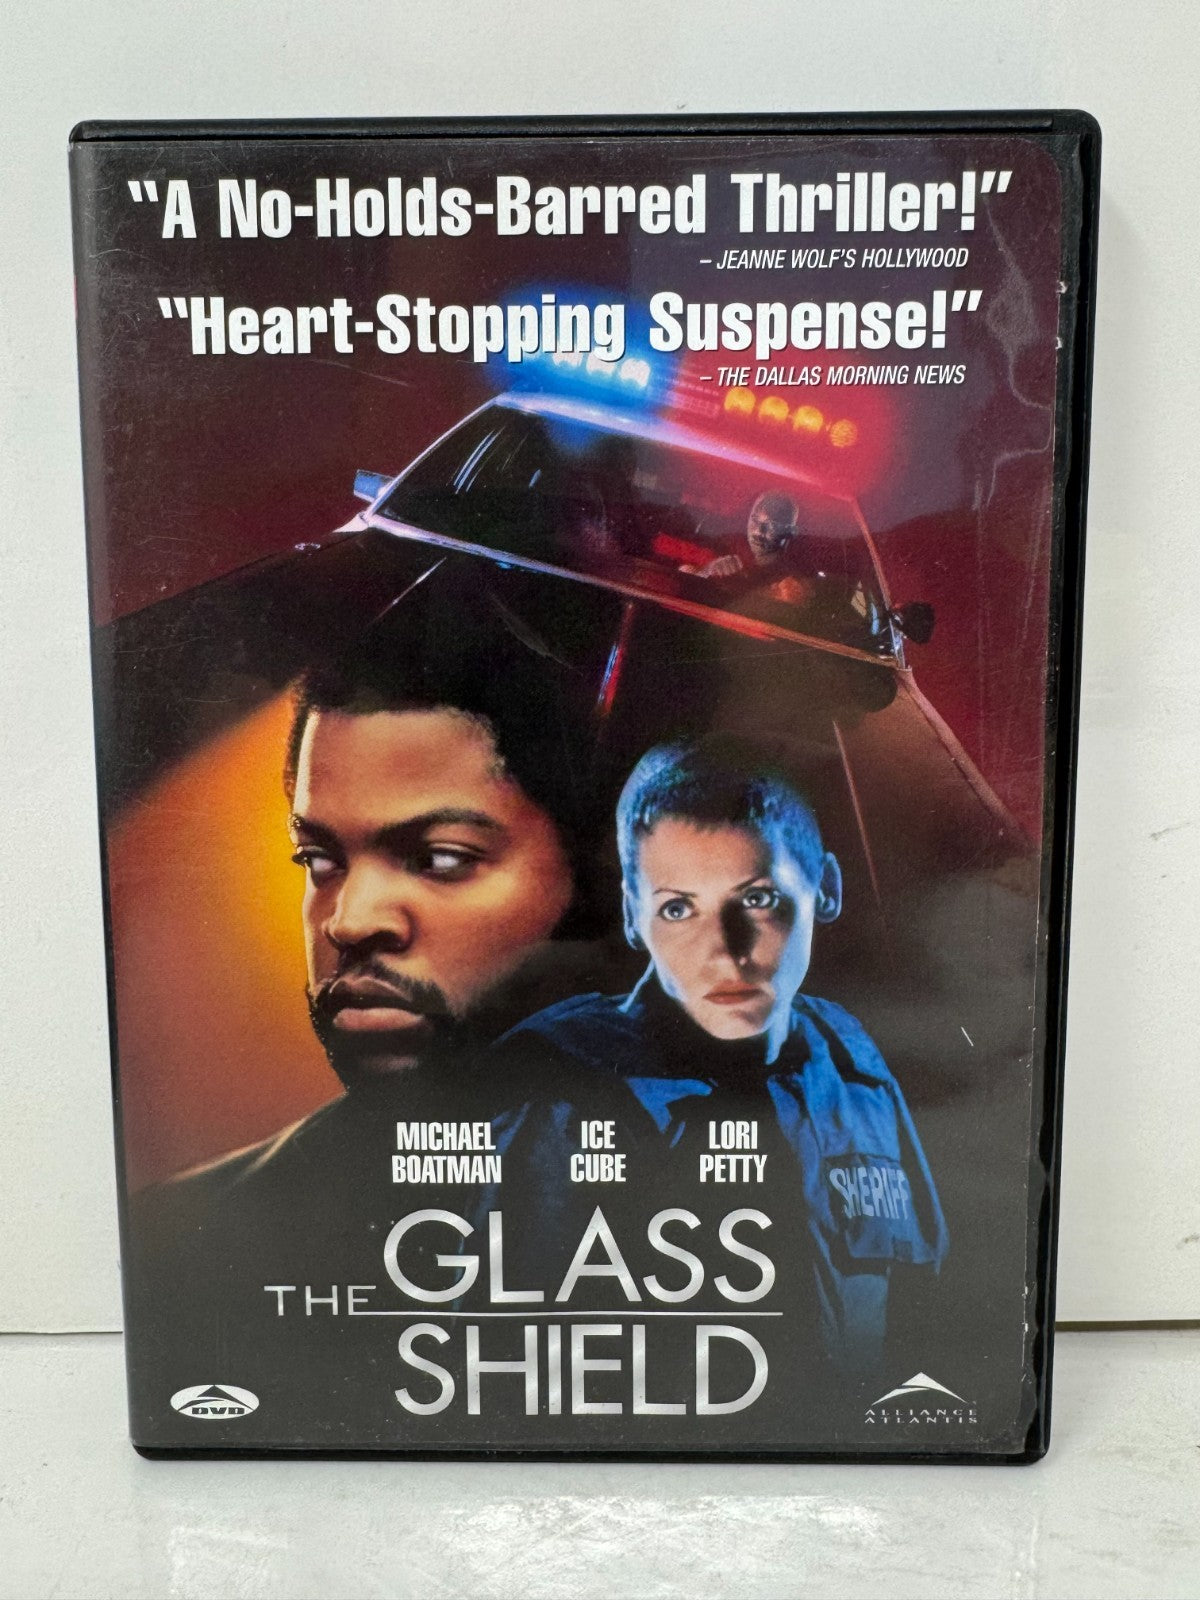 “A No-Holds-Barred Thriller!”
– JEANNE WOLF'S HOLLYWOOD
“Heart-Stopping Suspense!”
– THE DALLAS MORNING NEWS
MICHAEL BOATMAN
ICE CUBE
LORI PETTY
SHERIFF
THE GLASS
SHIELD
DVD
ALLIANCE
ATLANTIS